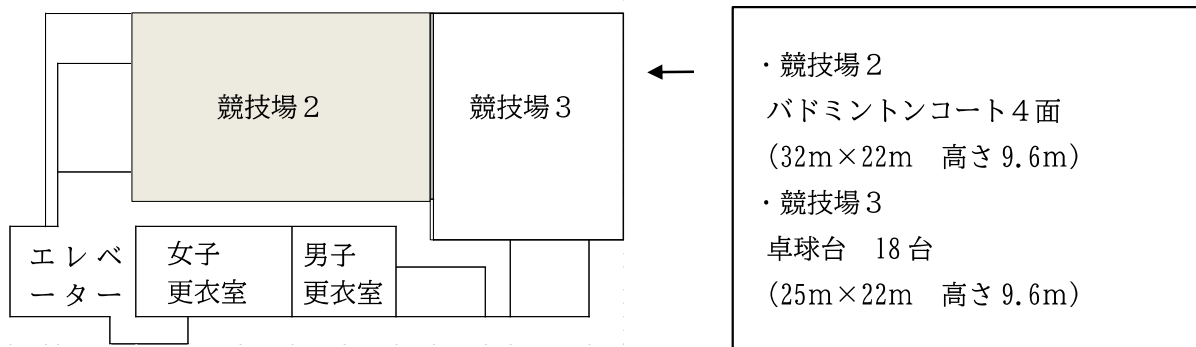 競技場2
競技場3
エレベ
ーター
女子
更衣室
男子
更衣室
・競技場2
バドミントンコート4面
(32m×22m 高さ9.6m)
・競技場3
卓球台 18台
(25m×22m 高さ9.6m)